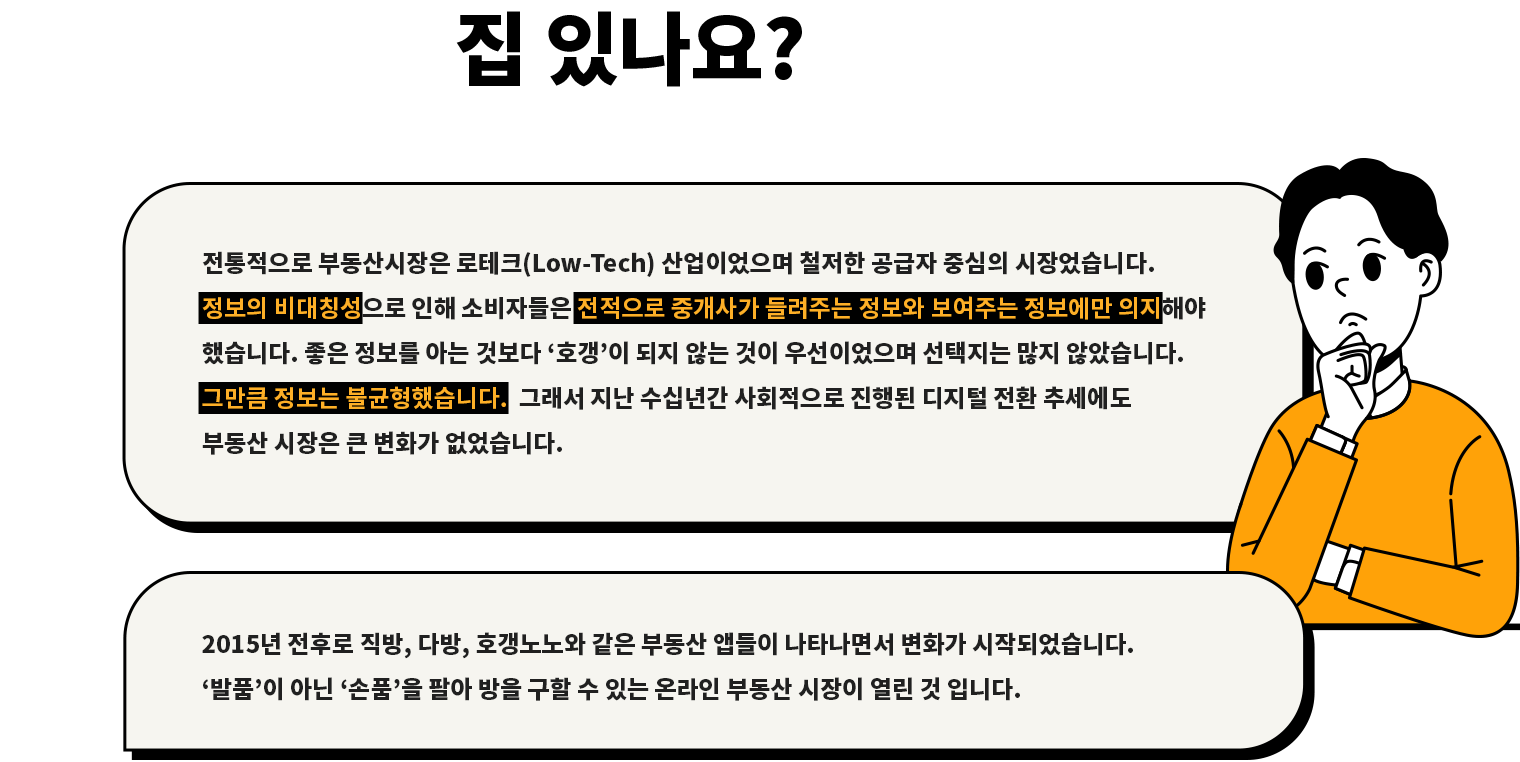 집 있나요?
전통적으로 부동산시장은 로테크(Low-Tech) 산업이었으며 철저한 공급자 중심의 시장었습니다.
정보의 비대칭성으로 인해 소비자들은 전적으로 중개사가 들려주는 정보와 보여주는 정보에만 의지해야
했습니다. 좋은 정보를 아는 것보다 ‘호갱’이 되지 않는 것이 우선이었으며 선택지는 많지 않았습니다.
그만큼 정보는 불균형했습니다. 그래서 지난 수십년간 사회적으로 진행된 디지털 전환 추세에도
부동산 시장은 큰 변화가 없었습니다.
2015년 전후로 직방, 다방, 호갱노노와 같은 부동산 앱들이 나타나면서 변화가 시작되었습니다.
‘발품’이 아닌 ‘손품’을 팔아 방을 구할 수 있는 온라인 부동산 시장이 열린 것 입니다.